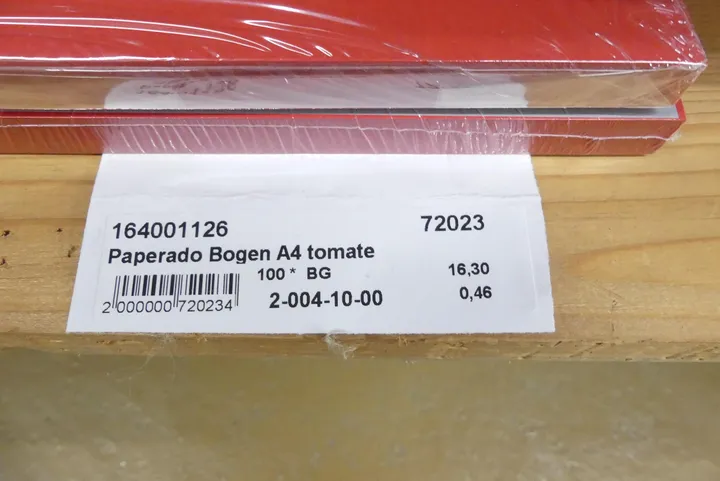 164001126 72023
Paperado Bogen A4 tomate
100 * BG 16,30
2-004-10-00 0,46
2 000000 720234